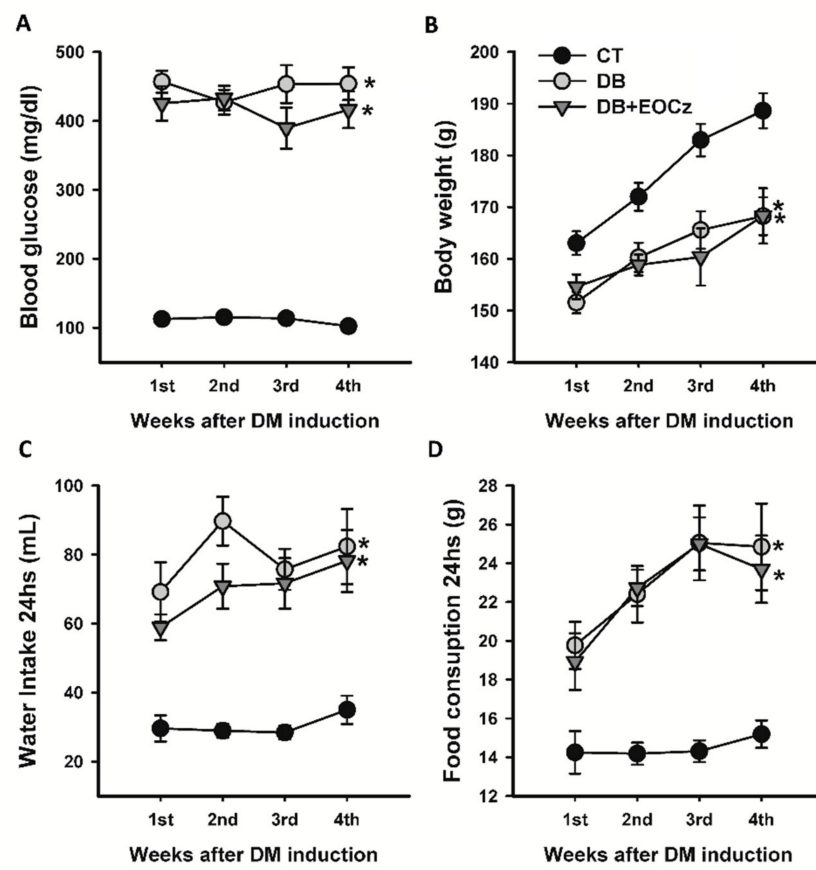 A
Blood glucose (mg/dl)
500
400
300
200
100
*
*
1st 2nd 3rd 4th
Weeks after DM induction
B
Body weight (g)
200
190
180
170
160
150
140
CT
DB
DB+EOCz
*
*
1st 2nd 3rd 4th
Weeks after DM induction
C
Water Intake 24hs (mL)
100
80
60
40
20
*
*
1st 2nd 3rd 4th
Weeks after DM induction
D
Food consuption 24hs (g)
28
26
24
22
20
18
16
14
12
*
*
1st 2nd 3rd 4th
Weeks after DM induction